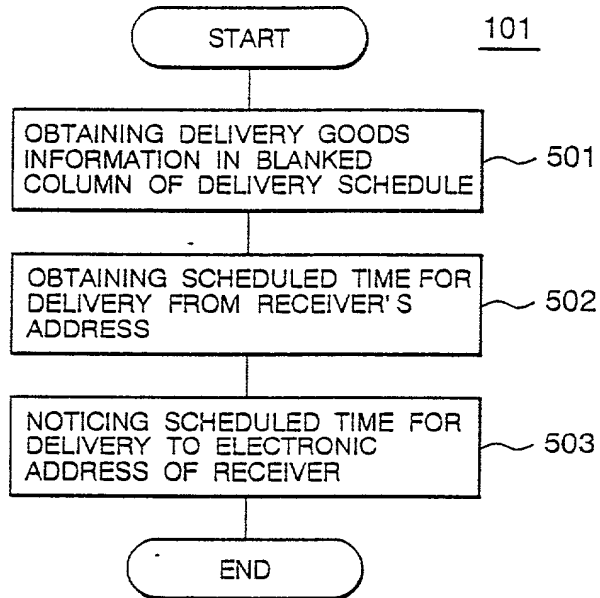 START
101
OBTAINING DELIVERY GOODS
INFORMATION IN BLANKED
COLUMN OF DELIVERY SCHEDULE
501
OBTAINING SCHEDULED TIME FOR
DELIVERY FROM RECEIVER'S
ADDRESS
502
NOTICING SCHEDULED TIME FOR
DELIVERY TO ELECTRONIC
ADDRESS OF RECEIVER
503
END